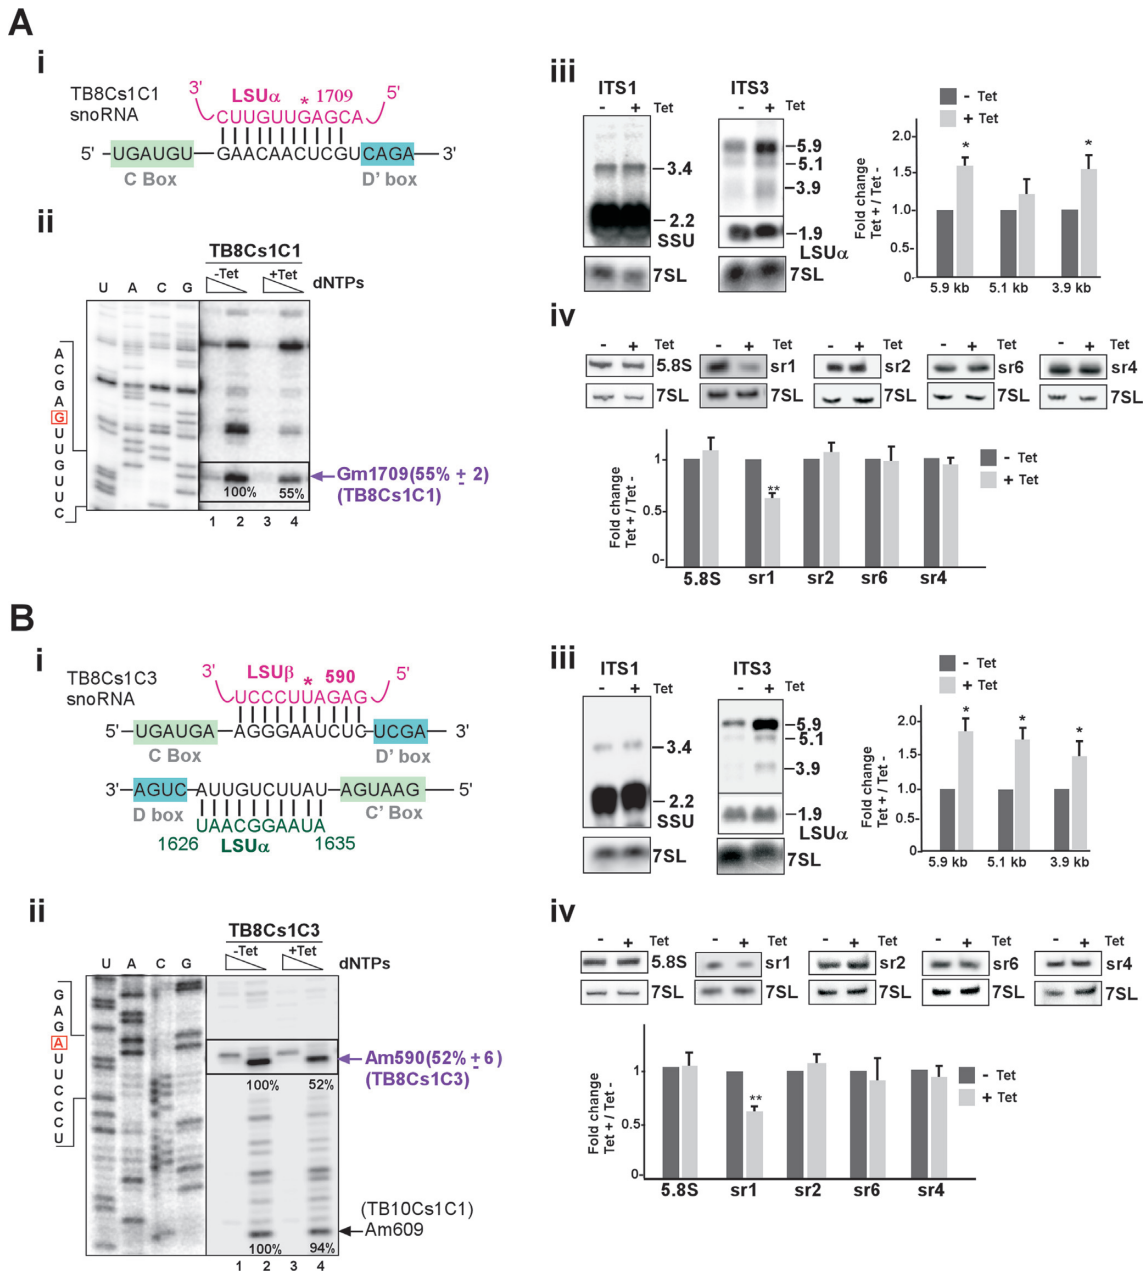 A
i
TB8Cs1C1
snoRNA
3' LSUα * 1709 5'
CUUGUUGAGCA
5' UGAUGU GAACAACUCGU CAGA 3'
C Box D' box
ii
TB8Cs1C1
-Tet +Tet
dNTPs
U A C G
A
C
G
A
G
U
U
G
U
U
C
Gm1709(55% ± 2)
(TB8Cs1C1)
100% 55%
1 2 3 4
iii
ITS1
- + Tet
3.4
2.2
SSU
7SL
ITS3
- + Tet
5.9
5.1
3.9
1.9
LSUα
7SL
- Tet
+ Tet
Fold change
Tet + / Tet -
2.0
1.5
1.0
0.5
0
* *
5.9 kb 5.1 kb 3.9 kb
iv
- + Tet - + Tet - + Tet - + Tet - + Tet
5.8S sr1 sr2 sr6 sr4
7SL 7SL 7SL 7SL 7SL
Fold change
Tet + / Tet -
1
0.5
0
**
- Tet
+ Tet
5.8S sr1 sr2 sr6 sr4
B
i
TB8Cs1C3
snoRNA
3' LSUβ * 590 5'
UCCCUUAGAG
5' UGAUGA AGGGAAUCUC UCGA 3'
C Box D' box
3' AGUC AUUGUCUUAU AGUAAG 5'
D box C' Box
UAACGGAAUA
1626 LSUα 1635
ii
TB8Cs1C3
-Tet +Tet
dNTPs
U A C G
G
A
G
A
U
U
C
C
C
U
Am590(52% ± 6)
(TB8Cs1C3)
100% 52%
(TB10Cs1C1)
Am609
100% 94%
1 2 3 4
iii
ITS1
- + Tet
3.4
2.2
SSU
7SL
ITS3
- + Tet
5.9
5.1
3.9
1.9
LSUα
7SL
- Tet
+ Tet
Fold change
Tet + / Tet -
2.0
1.5
1.0
0.5
0
* * *
5.9 kb 5.1 kb 3.9 kb
iv
- + Tet - + Tet - + Tet - + Tet - + Tet
5.8S sr1 sr2 sr6 sr4
7SL 7SL 7SL 7SL 7SL
Fold change
Tet + / Tet -
1
0.5
0
**
- Tet
+ Tet
5.8S sr1 sr2 sr6 sr4